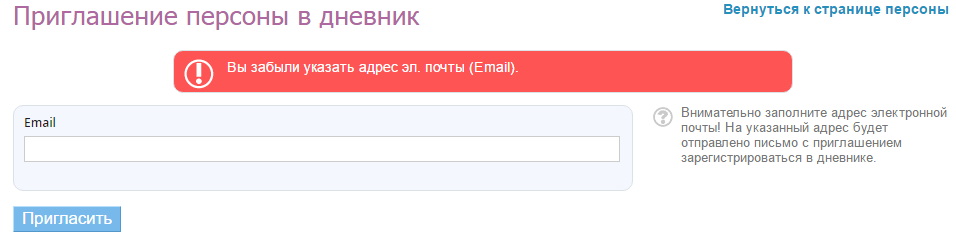 Приглашение персоны в дневник
Вернуться к странице персоны
Вы забыли указать адрес эл. почты (Email).
Email
Внимательно заполните адрес электронной
почты! На указанный адрес будет
отправлено письмо с приглашением
зарегистрироваться в дневнике.
Пригласить